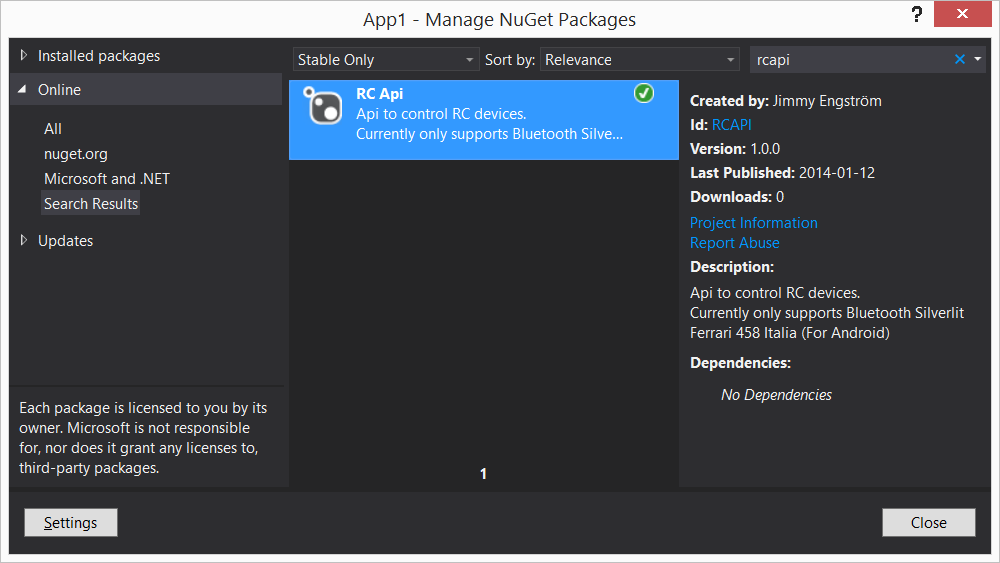 App1 - Manage NuGet Packages
?
Installed packages
Online
All
nuget.org
Microsoft and .NET
Search Results
Updates
Each package is licensed to you by its
owner. Microsoft is not responsible
for, nor does it grant any licenses to,
third-party packages.
Settings
Stable Only
Sort by:
Relevance
RC Api
Api to control RC devices.
Currently only supports Bluetooth Silve...
1
rcapi
Created by: Jimmy Engström
Id: RCAPI
Version: 1.0.0
Last Published: 2014-01-12
Downloads: 0
Project Information
Report Abuse
Description:
Api to control RC devices.
Currently only supports Bluetooth Silverlit
Ferrari 458 Italia (For Android)
Dependencies:
No Dependencies
Close